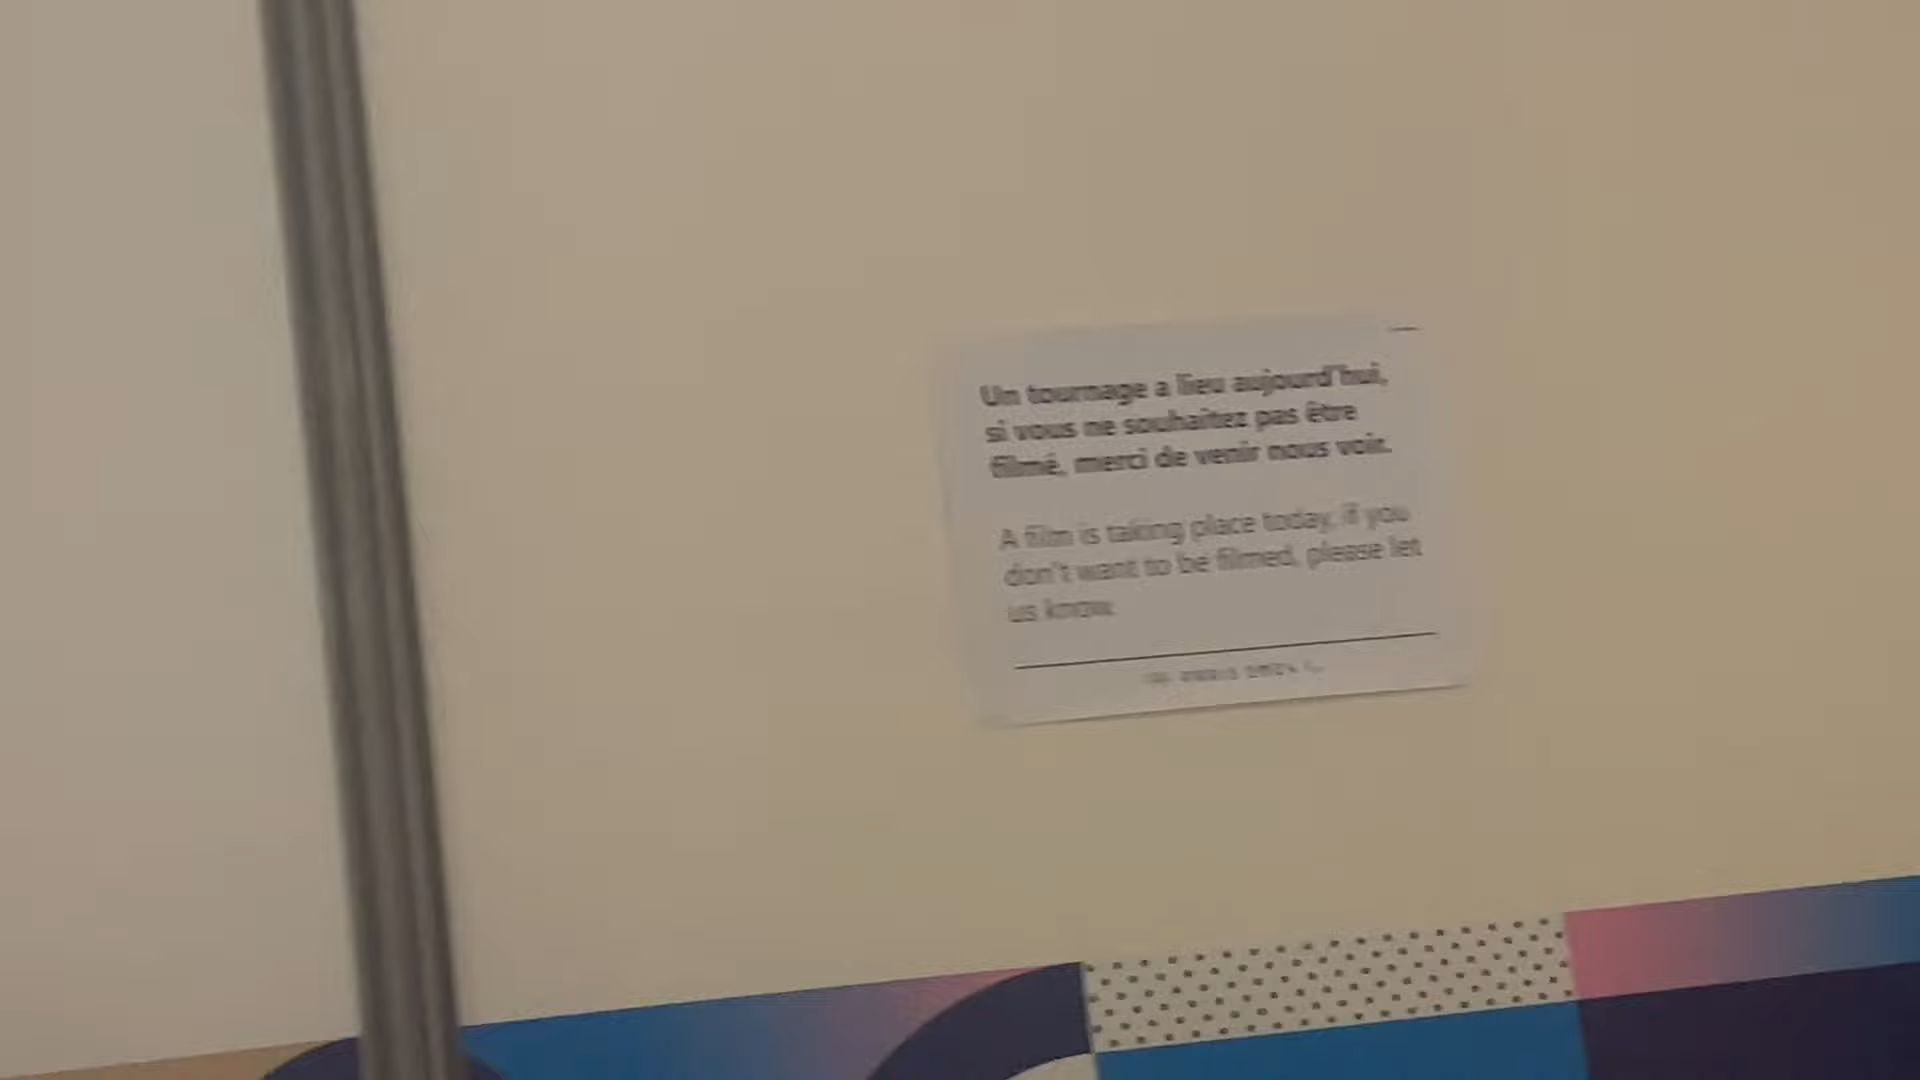 Un tournage a lieu aujourd'hui,
si vous ne souhaitez pas être
filmé, merci de venir nous voir.
A film is taking place today, if you
don't want to be filmed, please let
us know.